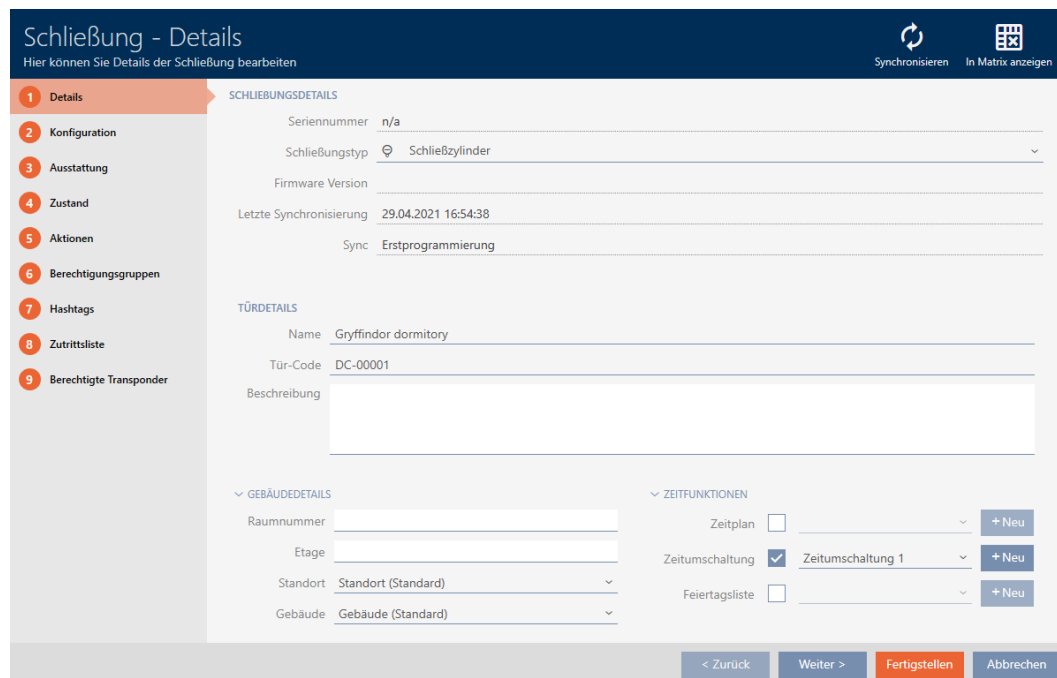 Schließung - Details
Hier können Sie Details der Schließung bearbeiten
Synchronisieren
In Matrix anzeigen
1 Details
2 Konfiguration
3 Ausstattung
4 Zustand
5 Aktionen
6 Berechtigungsgruppen
7 Hashtags
8 Zutrittsliste
9 Berechtigte Transponder
SCHLIEßUNGSDETAILS
Seriennummer n/a
Schließungstyp Schließzylinder
Firmware Version
Letzte Synchronisierung 29.04.2021 16:54:38
Sync Erstprogrammierung
TÜRDETAILS
Name Gryffindor dormitory
Tür-Code DC-00001
Beschreibung
GEBÄUDEDETAILS
Raumnummer
Etage
Standort Standort (Standard)
Gebäude Gebäude (Standard)
ZEITFUNKTIONEN
Zeitplan +Neu
Zeitumschaltung Zeitumschaltung 1 +Neu
Feiertagsliste +Neu
< Zurück
Weiter >
Fertigstellen
Abbrechen